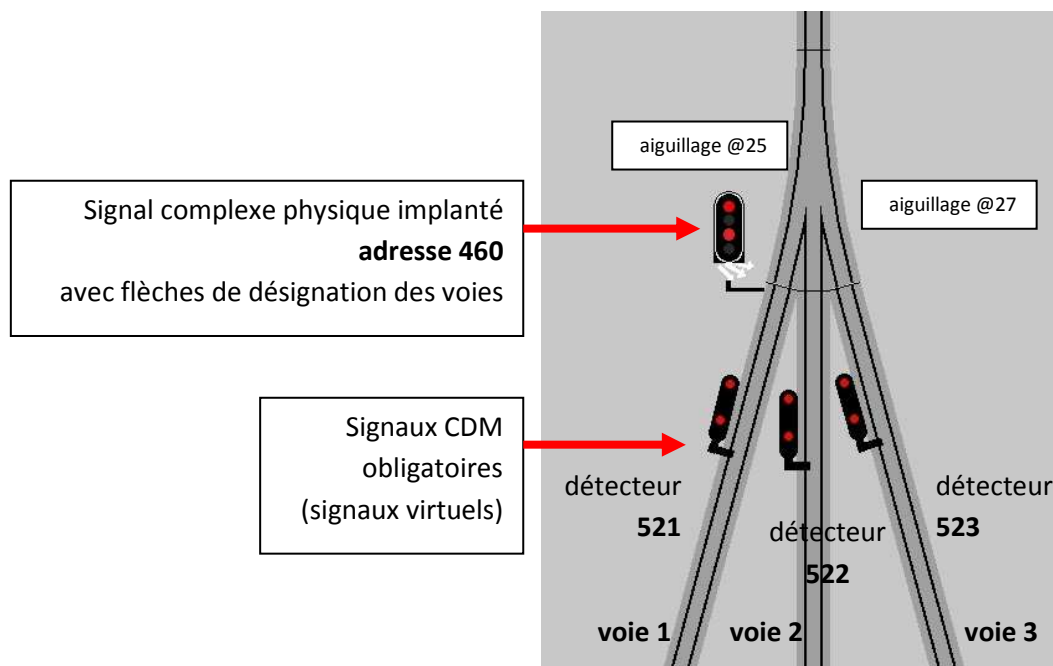 aiguillage @25
aiguillage @27
Signal complexe physique implanté
adresse 460
avec flèches de désignation des voies
Signaux CDM
obligatoires
(signaux virtuels)
détecteur
521
détecteur
522
détecteur
523
voie 1
voie 2
voie 3